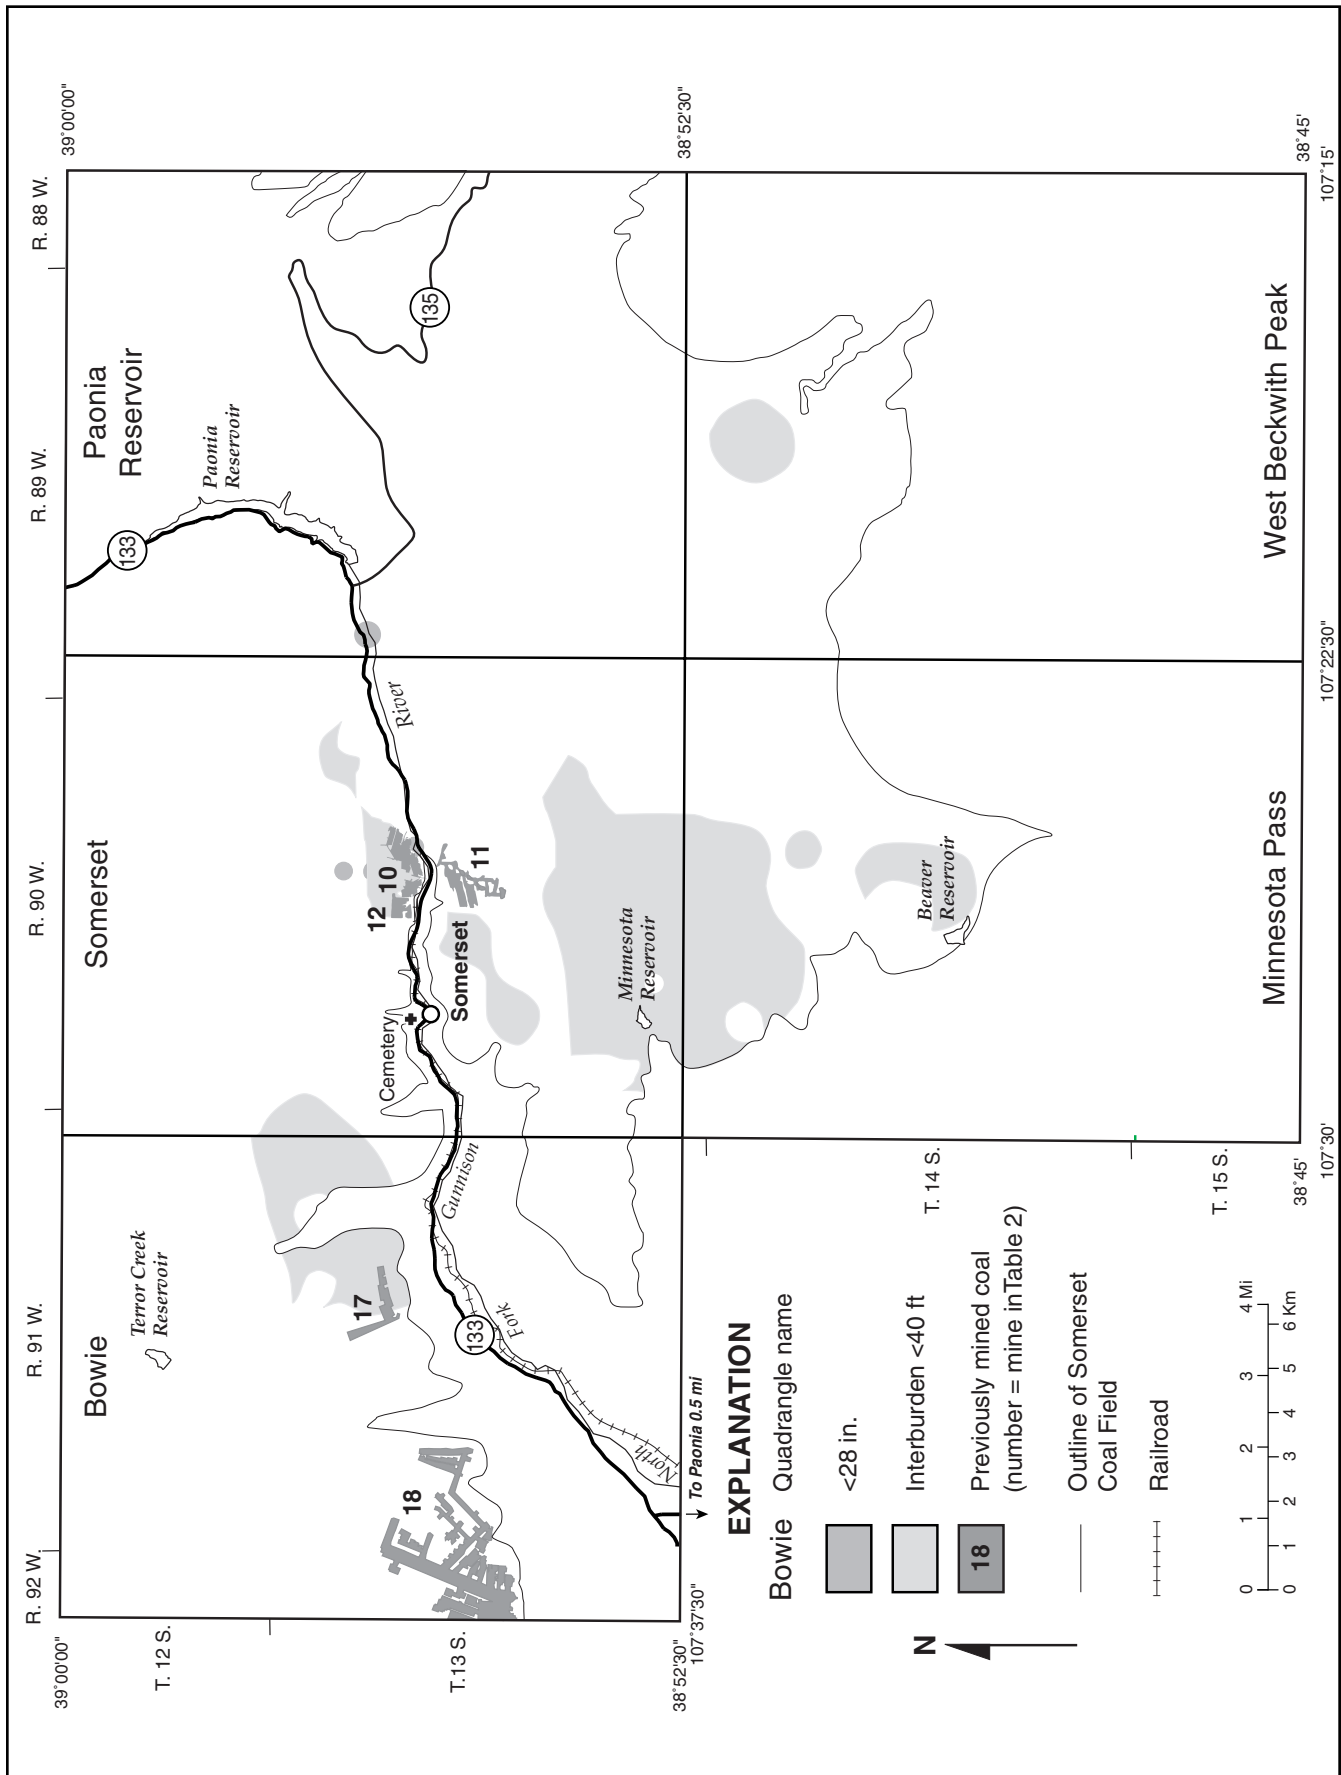 R. 92 W.
R. 91 W.
R. 90 W.
R. 89 W.
R. 88 W.
39°00'00"
39°00'00"
T. 12 S.
T.13 S.
Bowie
Somerset
Paonia
Reservoir
Terror Creek
Reservoir
133
Paonia
Reservoir
135
17
18
Cemetery
12
10
11
Somerset
River
Gunnison
133
Fork
North
Minnesota
Reservoir
38°52'30"
107°37'30"
38°52'30"
To Paonia 0.5 mi
Beaver
Reservoir
Minnesota Pass
West Beckwith Peak
T. 14 S.
T. 15 S.
38°45'
107°30'
107°22'30"
38°45'
107°15'
EXPLANATION
Bowie Quadrangle name
<28 in.
Interburden <40 ft
18 Previously mined coal
(number = mine inTable 2)
Outline of Somerset
Coal Field
Railroad
N
0 1 2 3 4 Mi
0 1 2 3 4 5 6 Km